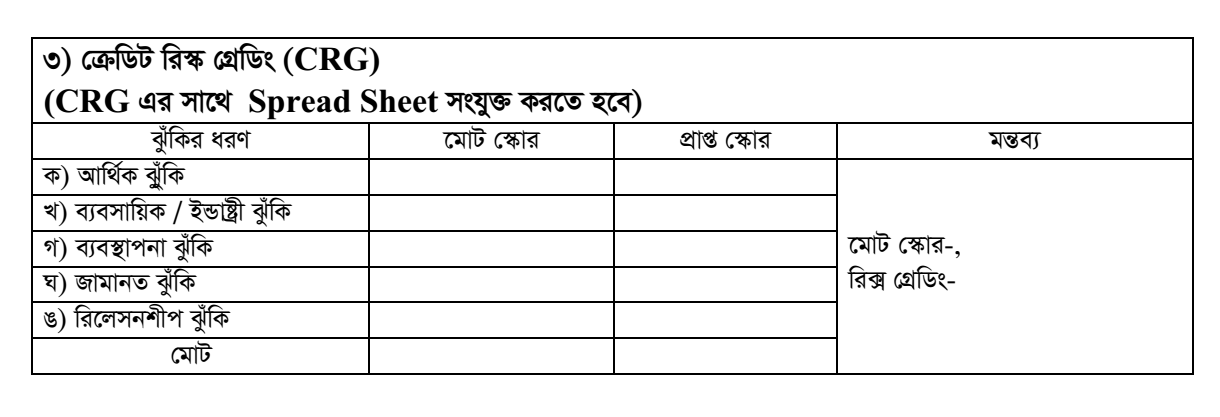 ৩) ক্রেডিট রিস্ক গ্রেডিং (CRG)
(CRG এর সাথে Spread Sheet সংযুক্ত করতে হবে)
ঝুঁকির ধরণ মোট স্কোর প্রাপ্ত স্কোর মন্তব্য
ক) আর্থিক ঝুঁকি
খ) ব্যবসায়িক / ইন্ডাষ্ট্রী ঝুঁকি
গ) ব্যবস্থাপনা ঝুঁকি
ঘ) জামানত ঝুঁকি
ঙ) রিলেসনশীপ ঝুঁকি
মোট
মোট স্কোর-,
রিক্স গ্রেডিং-